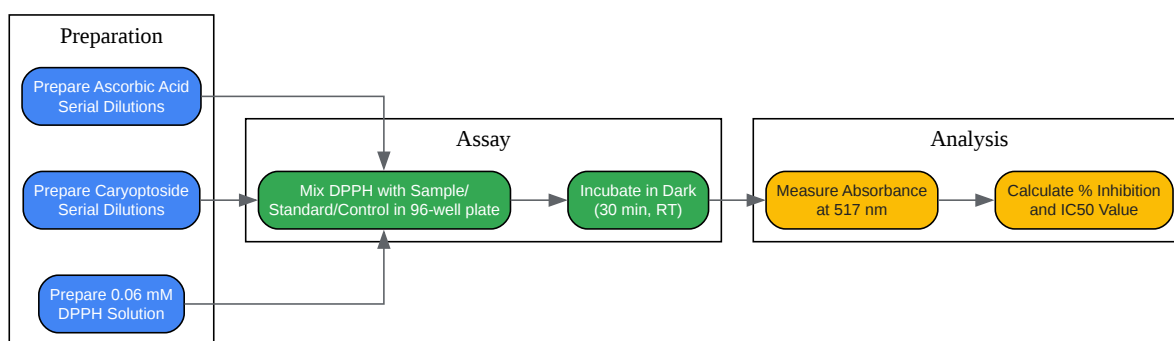 Preparation
Prepare Ascorbic Acid
Serial Dilutions
Prepare Caryoptoside
Serial Dilutions
Prepare 0.06 mM
DPPH Solution
Assay
Mix DPPH with Sample/
Standard/Control in 96-well plate
Incubate in Dark
(30 min, RT)
Analysis
Measure Absorbance
at 517 nm
Calculate % Inhibition
and IC50 Value